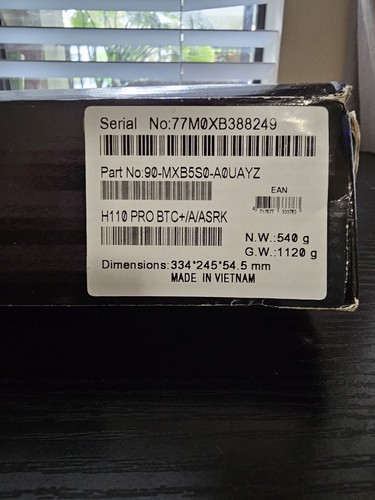 Serial No:77M0XB388249
Part No:90-MXB5S0-A0UAYZ
EAN
H110 PRO BTC+/A/ASRK
N.W.:540 g
G.W.:1120 g
Dimensions:334*245*54.5 mm
MADE IN VIETNAM